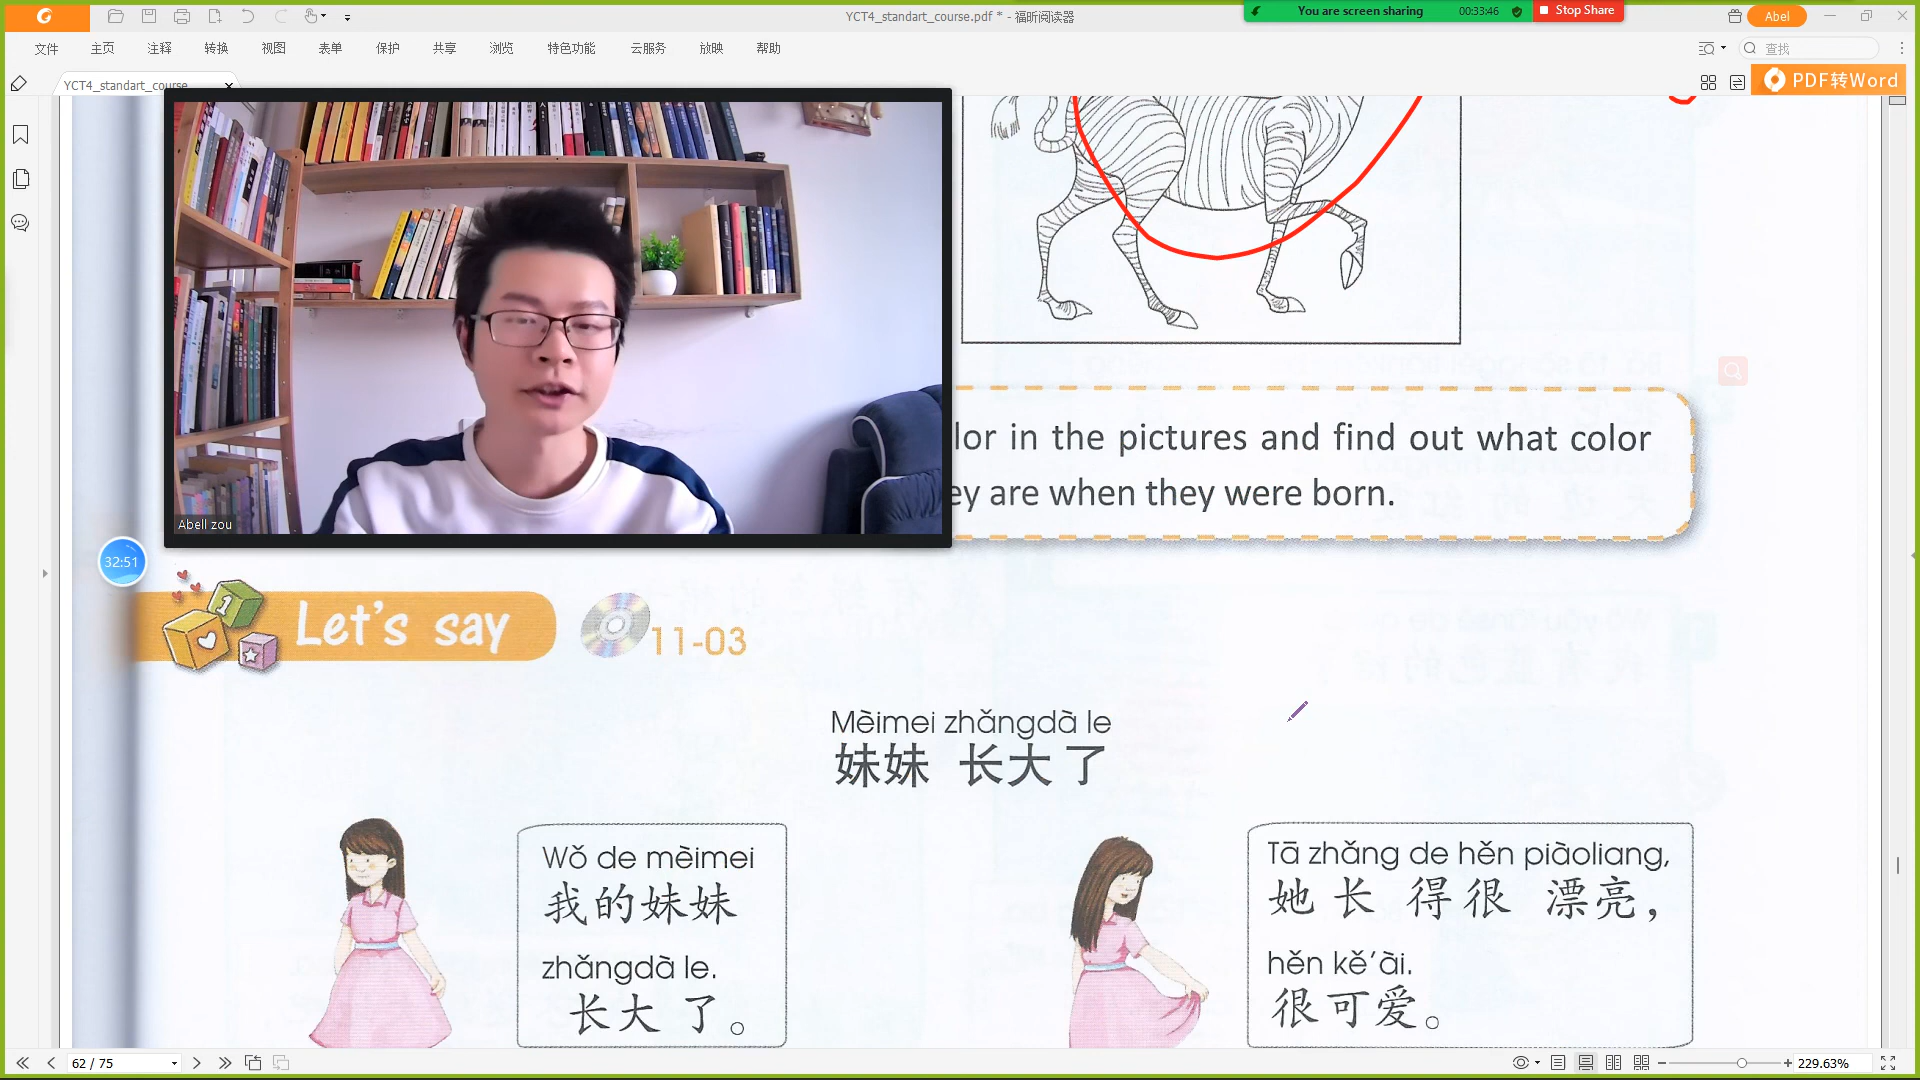 YCT4_standart_course.pdf * - 福昕阅读器
You are screen sharing
00:33:46
Stop Share
Abel
文件 主页 注释 转换 视图 表单 保护 共享 浏览 特色功能 云服务 放映 帮助
查找
YCT4_standart_course
PDF转Word
Abell zou
lor in the pictures and find out what color
ey are when they were born.
32:51
1
Let's say
11-03
Mèimei zhǎngdà le
妹妹 长大了
Wǒ de mèimei
我的妹妹
zhǎngdà le.
长大 了。
Tā zhǎng de hěn piàoliang,
她 长 得 很 漂亮，
hěn kě'ài.
很可爱。
62 / 75
229.63%